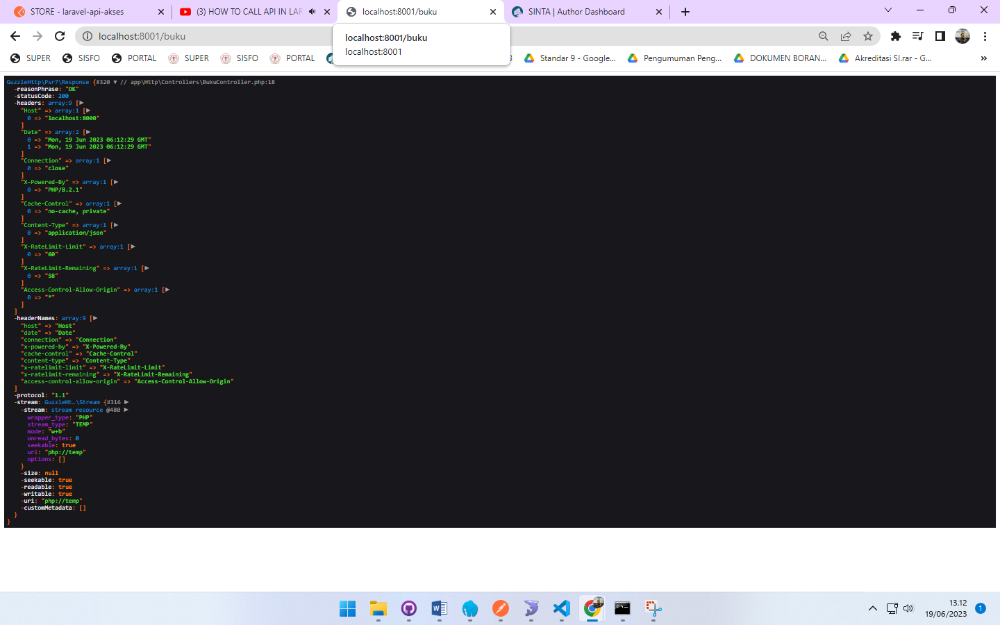 STORE - laravel-api-akses
(3) HOW TO CALL API IN LAR
localhost:8001/buku
SINTA | Author Dashboard
localhost:8001/buku
localhost:8001/buku
localhost:8001
SUPER
SISFO
PORTAL
SUPER
SISFO
PORTAL
3
Standar 9 - Google...
Pengumuman Peng...
DOKUMEN BORAN...
Akreditasi SI.rar - G...
»
GuzzleHttp\Psr7\Response {#320 ▼ // app\Http\Controllers\BukuController.php:18
-reasonPhrase: "OK"
-statusCode: 200
-headers: array:9 [▶
"Host" => array:1 [▶
0 => "localhost:8000"
]
"Date" => array:2 [▶
0 => "Mon, 19 Jun 2023 06:12:29 GMT"
1 => "Mon, 19 Jun 2023 06:12:29 GMT"
]
"Connection" => array:1 [▶
0 => "close"
]
"X-Powered-By" => array:1 [▶
0 => "PHP/8.2.1"
]
"Cache-Control" => array:1 [▶
0 => "no-cache, private"
]
"Content-Type" => array:1 [▶
0 => "application/json"
]
"X-RateLimit-Limit" => array:1 [▶
0 => "60"
]
"X-RateLimit-Remaining" => array:1 [▶
0 => "58"
]
"Access-Control-Allow-Origin" => array:1 [▶
0 => "*"
]
]
-headerNames: array:9 [▶
"host" => "Host"
"date" => "Date"
"connection" => "Connection"
"x-powered-by" => "X-Powered-By"
"cache-control" => "Cache-Control"
"content-type" => "Content-Type"
"x-ratelimit-limit" => "X-RateLimit-Limit"
"x-ratelimit-remaining" => "X-RateLimit-Remaining"
"access-control-allow-origin" => "Access-Control-Allow-Origin"
]
-protocol: "1.1"
-stream: GuzzleHt…\Stream {#316 ▶
-stream: stream resource @480 ▶
wrapper_type: "PHP"
stream_type: "TEMP"
mode: "w+b"
unread_bytes: 0
seekable: true
uri: "php://temp"
options: []
}
-size: null
-seekable: true
-readable: true
-writable: true
-uri: "php://temp"
-customMetadata: []
}
}
13.12
19/06/2023
1